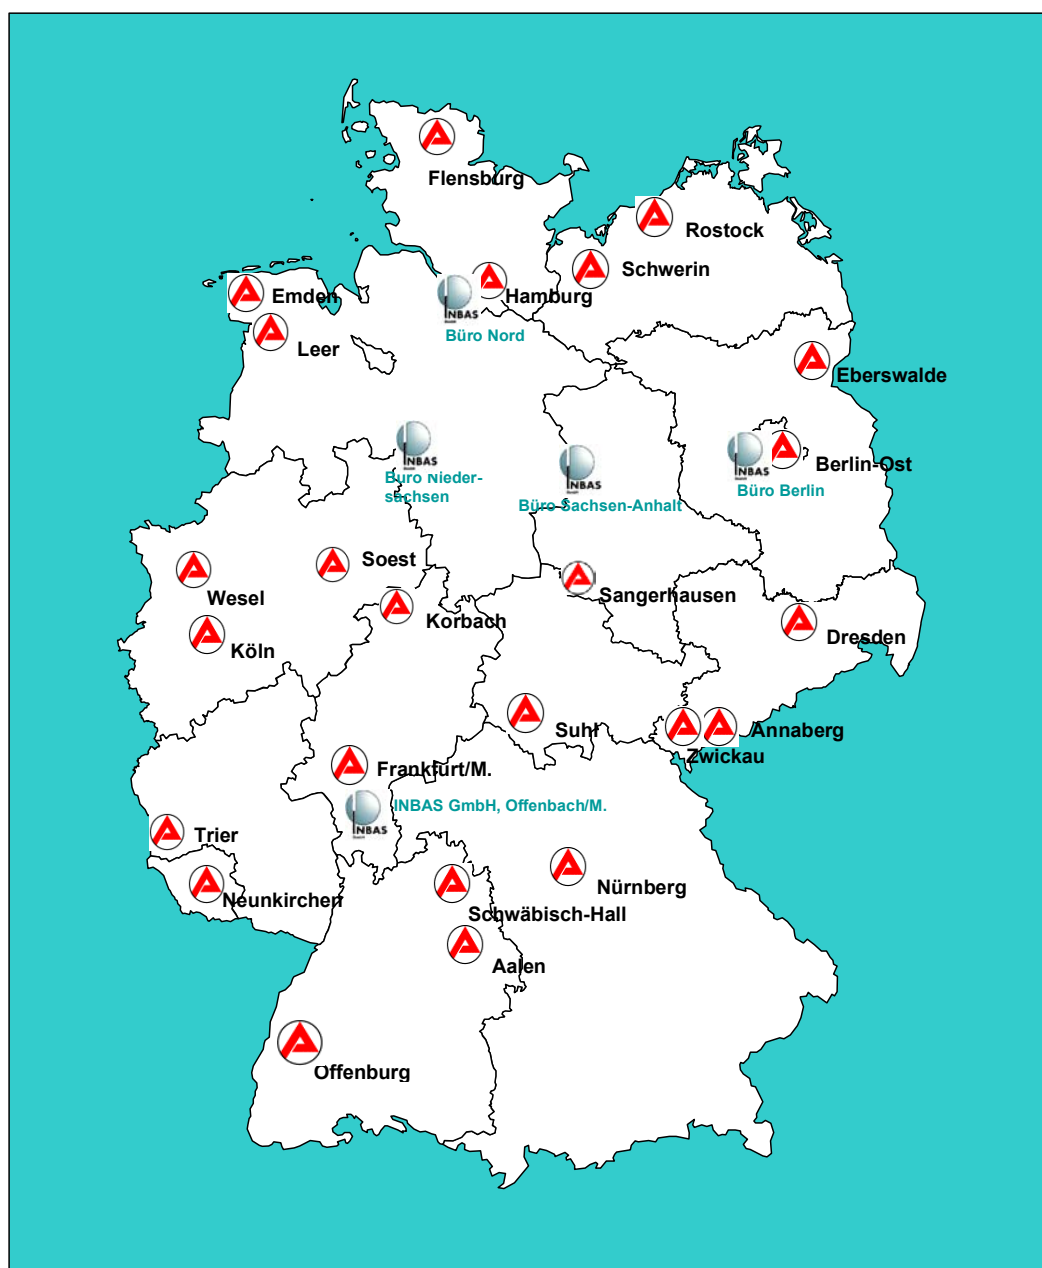 Flensburg
Rostock
Schwerin
Emden
Hamburg
INBAS
Büro Nord
Leer
Eberswalde
INBAS
Büro Nieder-
sachsen
INBAS
Büro Sachsen-Anhalt
INBAS
Büro Berlin
Berlin-Ost
Soest
Wesel
Sangerhausen
Korbach
Köln
Dresden
Suhl
Annaberg
Zwickau
Frankfurt/M.
INBAS
INBAS GmbH, Offenbach/M.
Trier
Neunkirchen
Nürnberg
Schwäbisch-Hall
Aalen
Offenburg